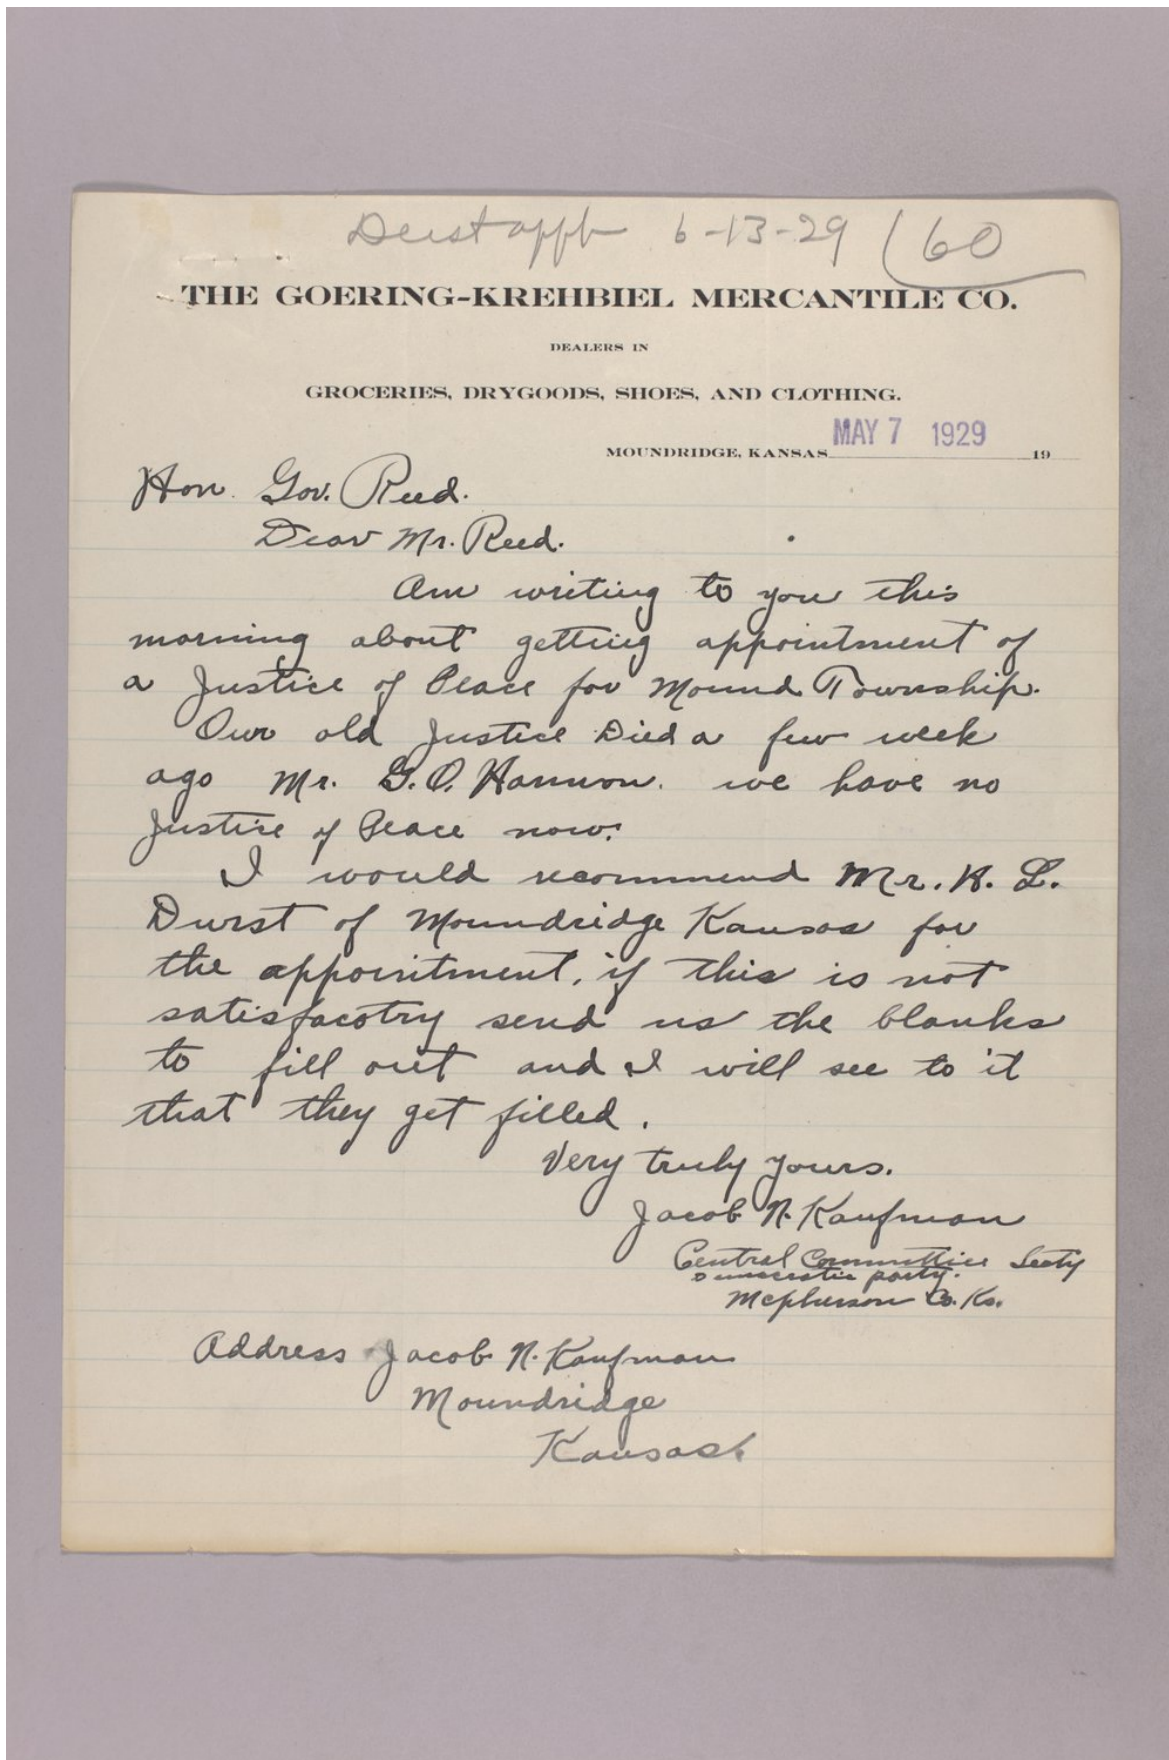 Durst appt 6-13-29 (60
THE GOERING-KREHBIEL MERCANTILE CO.
DEALERS IN
GROCERIES, DRYGOODS, SHOES, AND CLOTHING.
MOUNDRIDGE, KANSAS MAY 7 1929 19
Hon. Gov. Reed.
Dear Mr. Reed.
Am writing to you this
morning about getting appointment of
a Justice of Peace for Mound Township.
Our old Justice Died a few week
ago Mr. G. O. we have no
Justice of Peace now.
I would recommend Mr. H. L.
Durst of Moundridge Kansas for
the appointment, if this is not
satisfacotry send us the blanks
to fill out and I will see to it
that they get filled.
Very truly yours.
Jacob N. Kaufman
Central Committies Secty
Democratic party.
Mcpherson Co. Ks.
Address Jacob N. Kaufman
Moundridge
Kansas